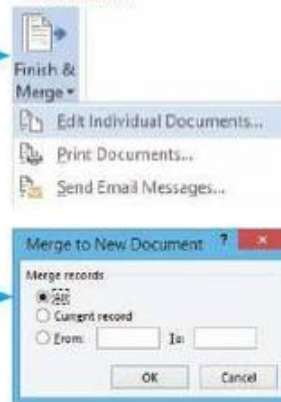 Finish &
Merge
Edit Individual Documents...
Print Documents...
Send Email Messages...
Merge to New Document ?
Merge records
All
Current record
From: To:
OK Cancel